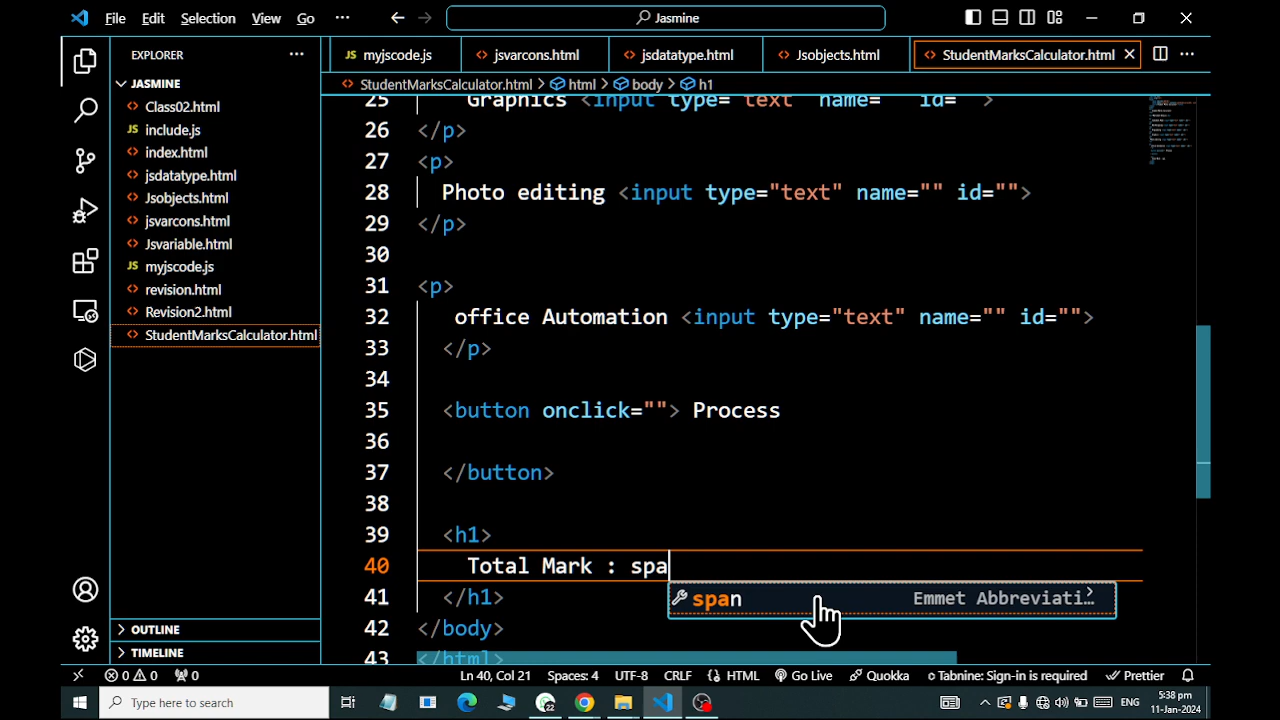 File Edit Selection View Go ... Jasmine
EXPLORER ...
myjscode.js jsvarcons.html jsdatatype.html Jsobjects.html StudentMarksCalculator.html ...
JASMINE
StudentMarksCalculator.html > html > body > h1
Class02.html
include.js
index.html
jsdatatype.html
Jsobjects.html
jsvarcons.html
Jsvariable.html
myjscode.js
revision.html
Revision2.html
StudentMarksCalculator.html
25 Graphics <input type="text" name="" id="">
26 </p>
27 <p>
28 Photo editing <input type="text" name="" id="">
29 </p>
30
31 <p>
32 office Automation <input type="text" name="" id="">
33 </p>
34
35 <button onclick=""> Process
36
37 </button>
38
39 <h1>
40 Total Mark : spa
span Emmet Abbreviati...
41 </h1>
42 </body>
43 </html>
OUTLINE
TIMELINE
0 0 0 Ln 40, Col 21 Spaces: 4 UTF-8 CRLF HTML Go Live Quokka Tabnine: Sign-in is required Prettier
Type here to search ENG 5:38 pm
11-Jan-2024